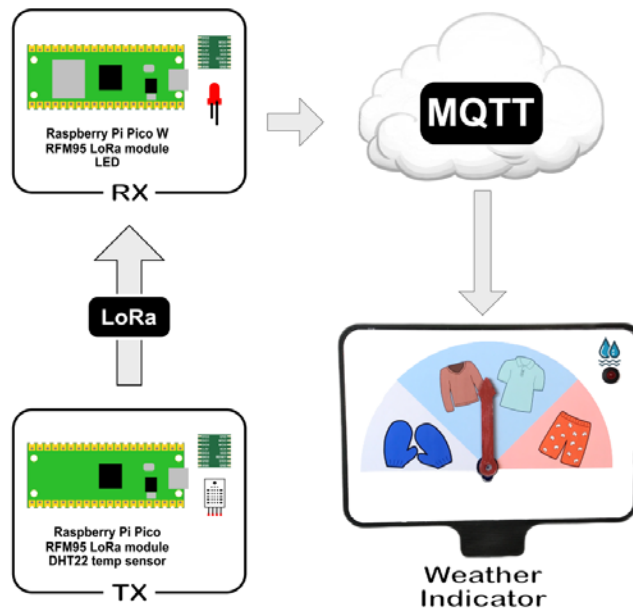 Raspberry Pi Pico W
RFM95 LoRa module
LED
RX
MQTT
LoRa
Raspberry Pi Pico
RFM95 LoRa module
DHT22 temp sensor
TX
Weather
Indicator